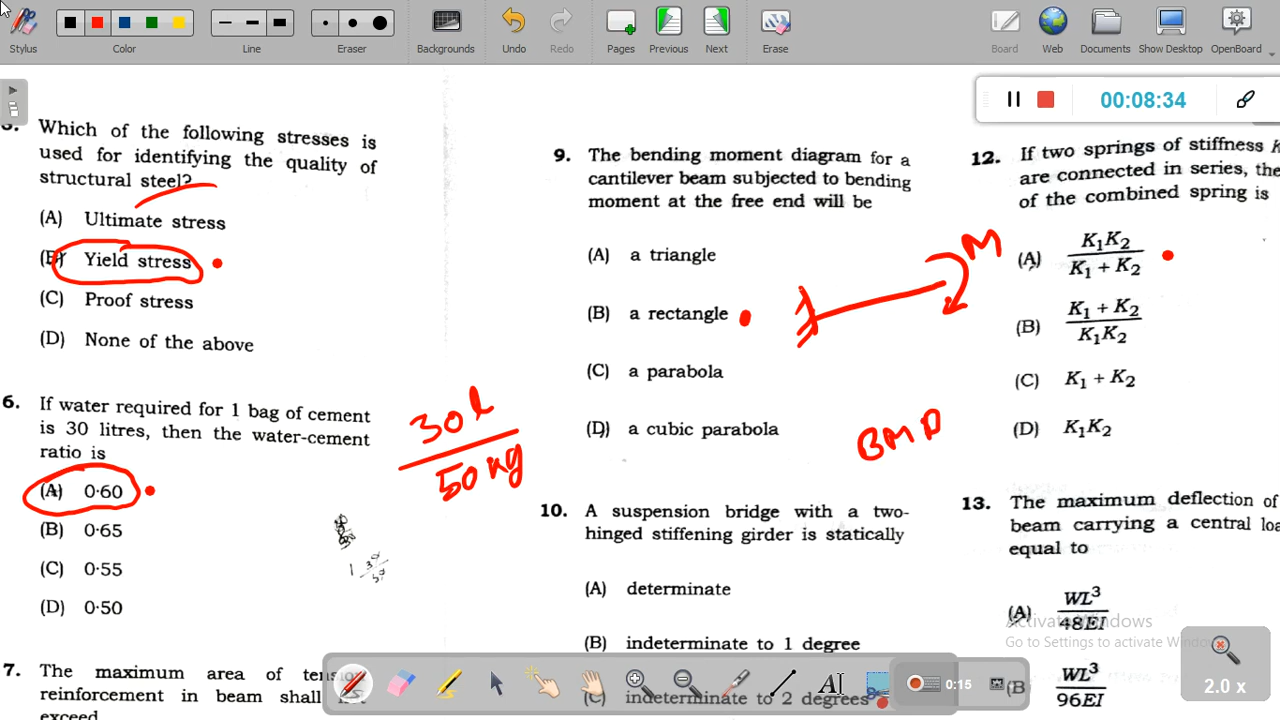 Stylus
Color
Line
Eraser
Backgrounds
Undo
Redo
Pages
Previous
Next
Erase
Board
Web
Documents
Show Desktop
OpenBoard
00:08:34
Which of the following stresses is
used for identifying the quality of
structural steel?
(A) Ultimate stress
(B) Yield stress
(C) Proof stress
(D) None of the above
6. If water required for 1 bag of cement
is 30 litres, then the water-cement
ratio is
(A) 0·60
(B) 0·65
(C) 0·55
(D) 0·50
30 l
50 kg
7. The maximum area of
reinforcement in beam shall
exceed
9. The bending moment diagram for a
cantilever beam subjected to bending
moment at the free end will be
(A) a triangle
(B) a rectangle
(C) a parabola
(D) a cubic parabola
M
BMD
10. A suspension bridge with a two-
hinged stiffening girder is statically
(A) determinate
(B) indeterminate to 1 degree
(C) indeterminate to 2 degrees
12. If two springs of stiffness K
are connected in series, the
of the combined spring is
(A) K1K2
K1 + K2
(B) K1 + K2
K1K2
(C) K1 + K2
(D) K1K2
13. The maximum deflection of
beam carrying a central
equal to
(A) WL³
48EI
Activate Windows
Go to Settings to activate Windows
(B) WL³
96EI
0:15
2.0 x